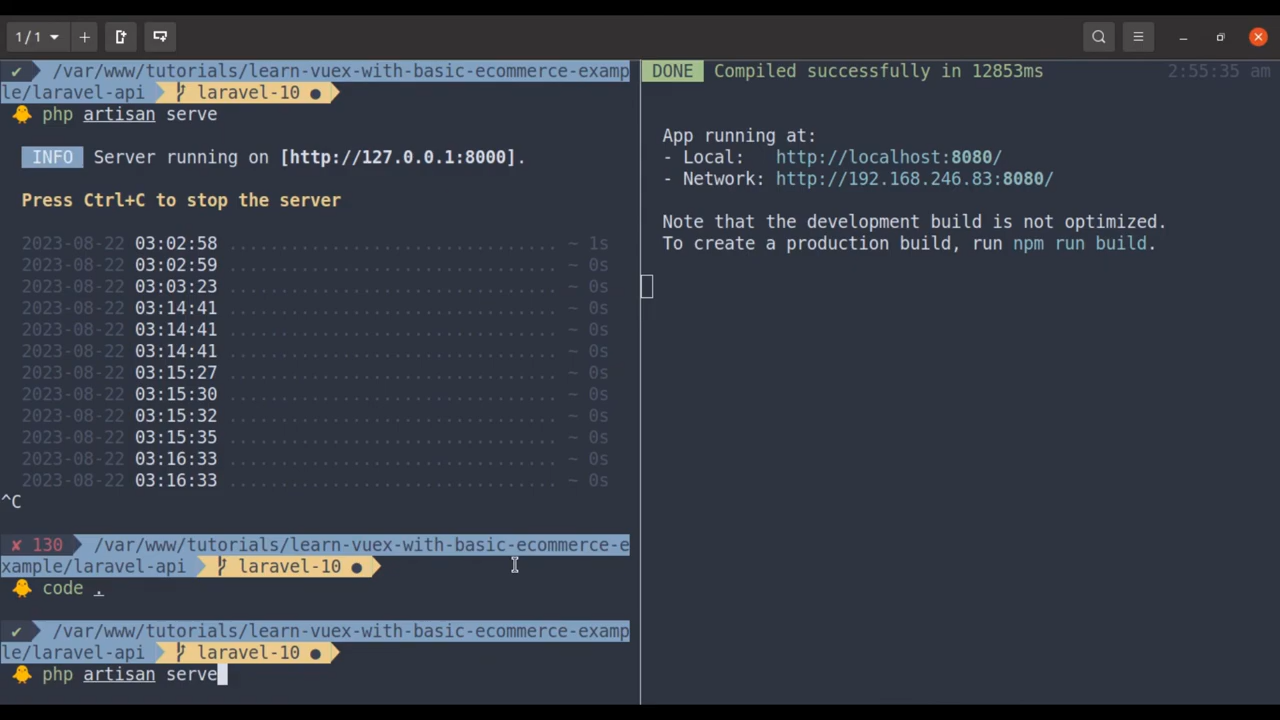 1/1
✔ /var/www/tutorials/learn-vuex-with-basic-ecommerce-examp
le/laravel-api laravel-10 ●
php artisan serve
INFO Server running on [http://127.0.0.1:8000].
Press Ctrl+C to stop the server
2023-08-22 03:02:58 ............................... ~ 1s
2023-08-22 03:02:59 ............................... ~ 0s
2023-08-22 03:03:23 ............................... ~ 0s
2023-08-22 03:14:41 ............................... ~ 0s
2023-08-22 03:14:41 ............................... ~ 0s
2023-08-22 03:14:41 ............................... ~ 0s
2023-08-22 03:15:27 ............................... ~ 0s
2023-08-22 03:15:30 ............................... ~ 0s
2023-08-22 03:15:32 ............................... ~ 0s
2023-08-22 03:15:35 ............................... ~ 0s
2023-08-22 03:16:33 ............................... ~ 0s
2023-08-22 03:16:33 ............................... ~ 0s
^C
✘ 130 /var/www/tutorials/learn-vuex-with-basic-ecommerce-e
xample/laravel-api laravel-10 ●
code .
✔ /var/www/tutorials/learn-vuex-with-basic-ecommerce-examp
le/laravel-api laravel-10 ●
php artisan serve
DONE Compiled successfully in 12853ms 2:55:35 am
App running at:
- Local: http://localhost:8080/
- Network: http://192.168.246.83:8080/
Note that the development build is not optimized.
To create a production build, run npm run build.